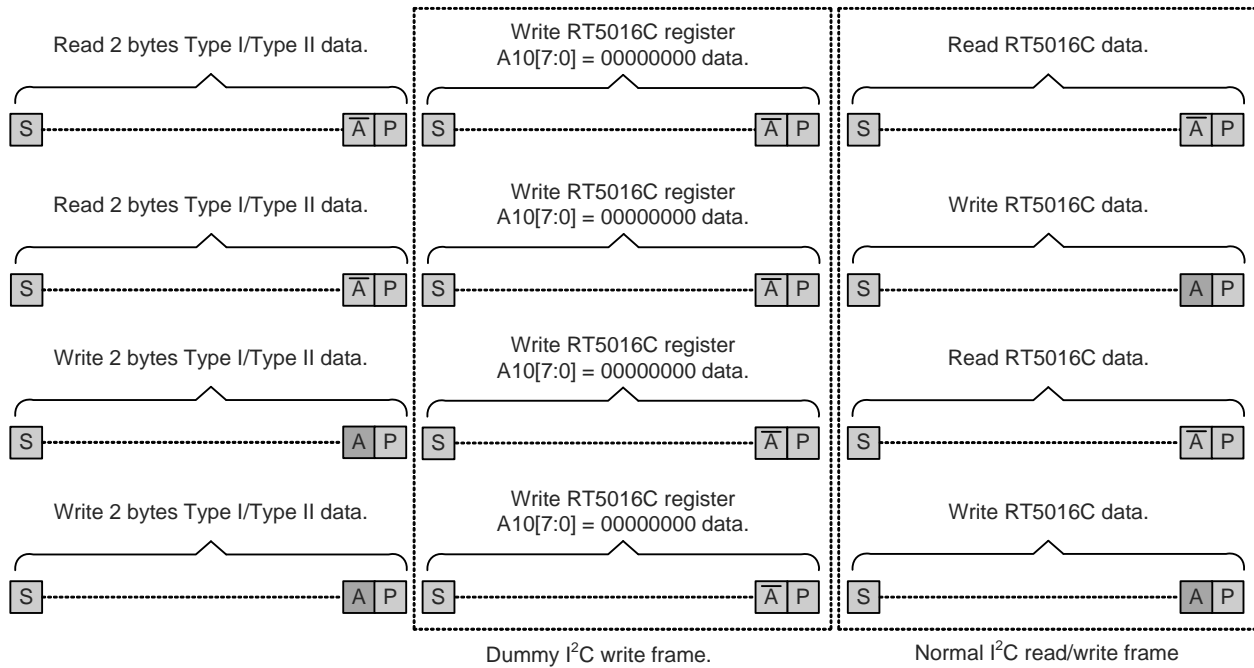 Read 2 bytes Type I/Type II data.
Write RT5016C register
A10[7:0] = 00000000 data.
Read RT5016C data.
S A̅ P S A̅ P S A̅ P
Read 2 bytes Type I/Type II data.
Write RT5016C register
A10[7:0] = 00000000 data.
Write RT5016C data.
S A̅ P S A̅ P S A P
Write 2 bytes Type I/Type II data.
Write RT5016C register
A10[7:0] = 00000000 data.
Read RT5016C data.
S A P S A̅ P S A̅ P
Write 2 bytes Type I/Type II data.
Write RT5016C register
A10[7:0] = 00000000 data.
Write RT5016C data.
S A P S A̅ P S A P
Dummy I²C write frame.
Normal I²C read/write frame